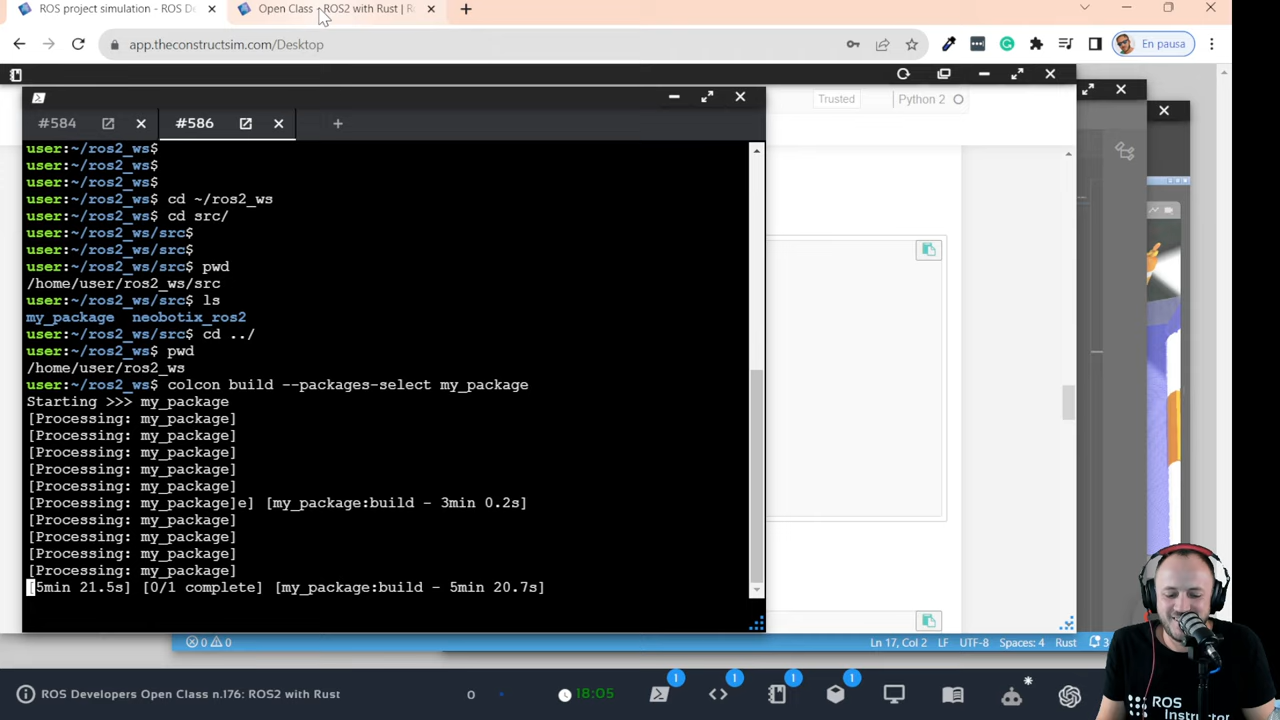 ROS project simulation - ROS De
Open Class - ROS2 with Rust | R
app.theconstructsim.com/Desktop
En pausa
Trusted
Python 2
#584
#586
user:~/ros2_ws$
user:~/ros2_ws$
user:~/ros2_ws$
user:~/ros2_ws$ cd ~/ros2_ws
user:~/ros2_ws$ cd src/
user:~/ros2_ws/src$
user:~/ros2_ws/src$
user:~/ros2_ws/src$ pwd
/home/user/ros2_ws/src
user:~/ros2_ws/src$ ls
my_package  neobotix_ros2
user:~/ros2_ws/src$ cd ../
user:~/ros2_ws$ pwd
/home/user/ros2_ws
user:~/ros2_ws$ colcon build --packages-select my_package
Starting >>> my_package
[Processing: my_package]
[Processing: my_package]
[Processing: my_package]
[Processing: my_package]
[Processing: my_package]
[Processing: my_package]e] [my_package:build - 3min 0.2s]
[Processing: my_package]
[Processing: my_package]
[Processing: my_package]
[Processing: my_package]
[5min 21.5s] [0/1 complete] [my_package:build - 5min 20.7s]
0 0
Ln 17, Col 2 LF UTF-8 Spaces: 4 Rust 3
ROS Developers Open Class n.176: ROS2 with Rust
0
18:05
1
1
1
1
ROS
Instructor